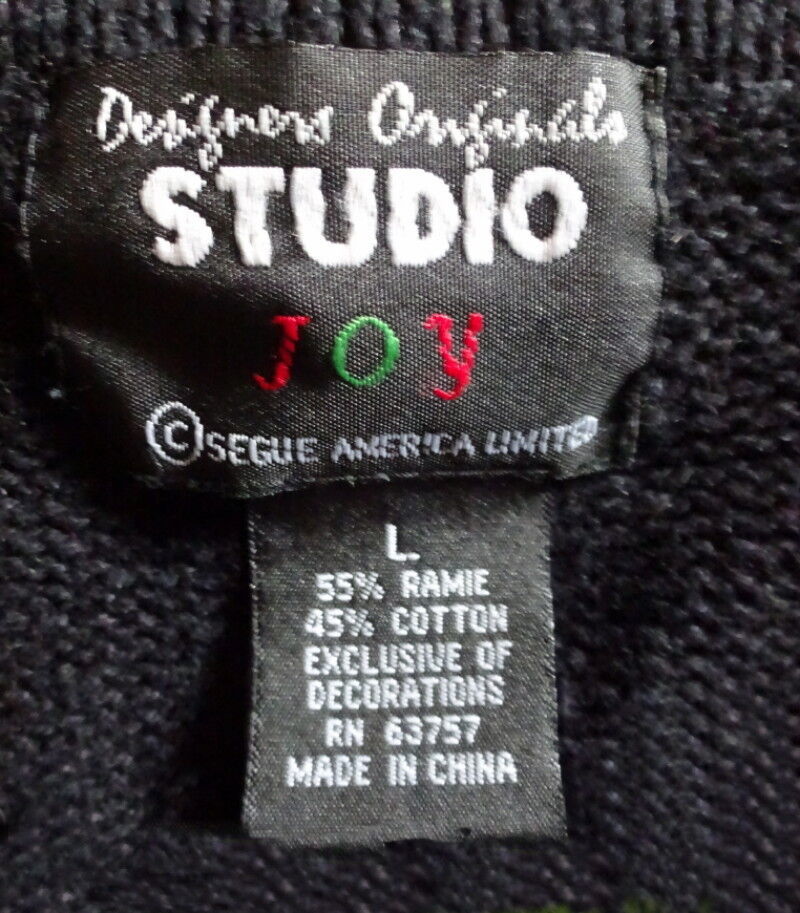 Designers Originals
STUDIO
JOY
©SEGUE AMERICA LIMITED
L
55% RAMIE
45% COTTON
EXCLUSIVE OF
DECORATIONS
RN 63757
MADE IN CHINA